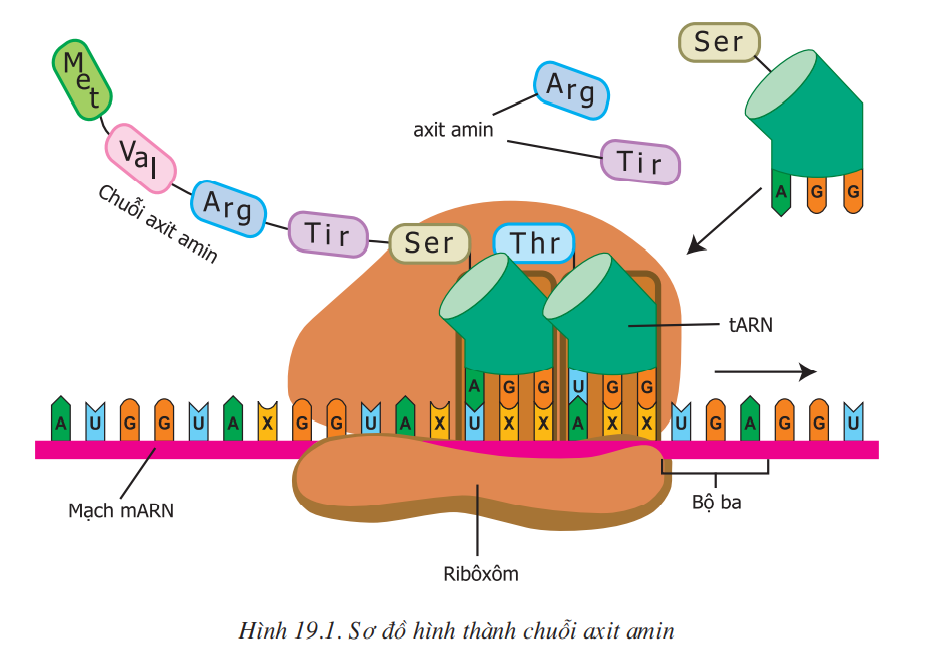 Ser
Met
Arg
axit amin
Val
Tir
A G G
Chuỗi axit amin
Arg
Tir
Ser
Thr
tARN
A G G U G G
A U G G U A X G G U A X U X X A X X U G A G G U
Mạch mARN
Bộ ba
Ribôxôm
Hình 19.1. Sơ đồ hình thành chuỗi axit amin